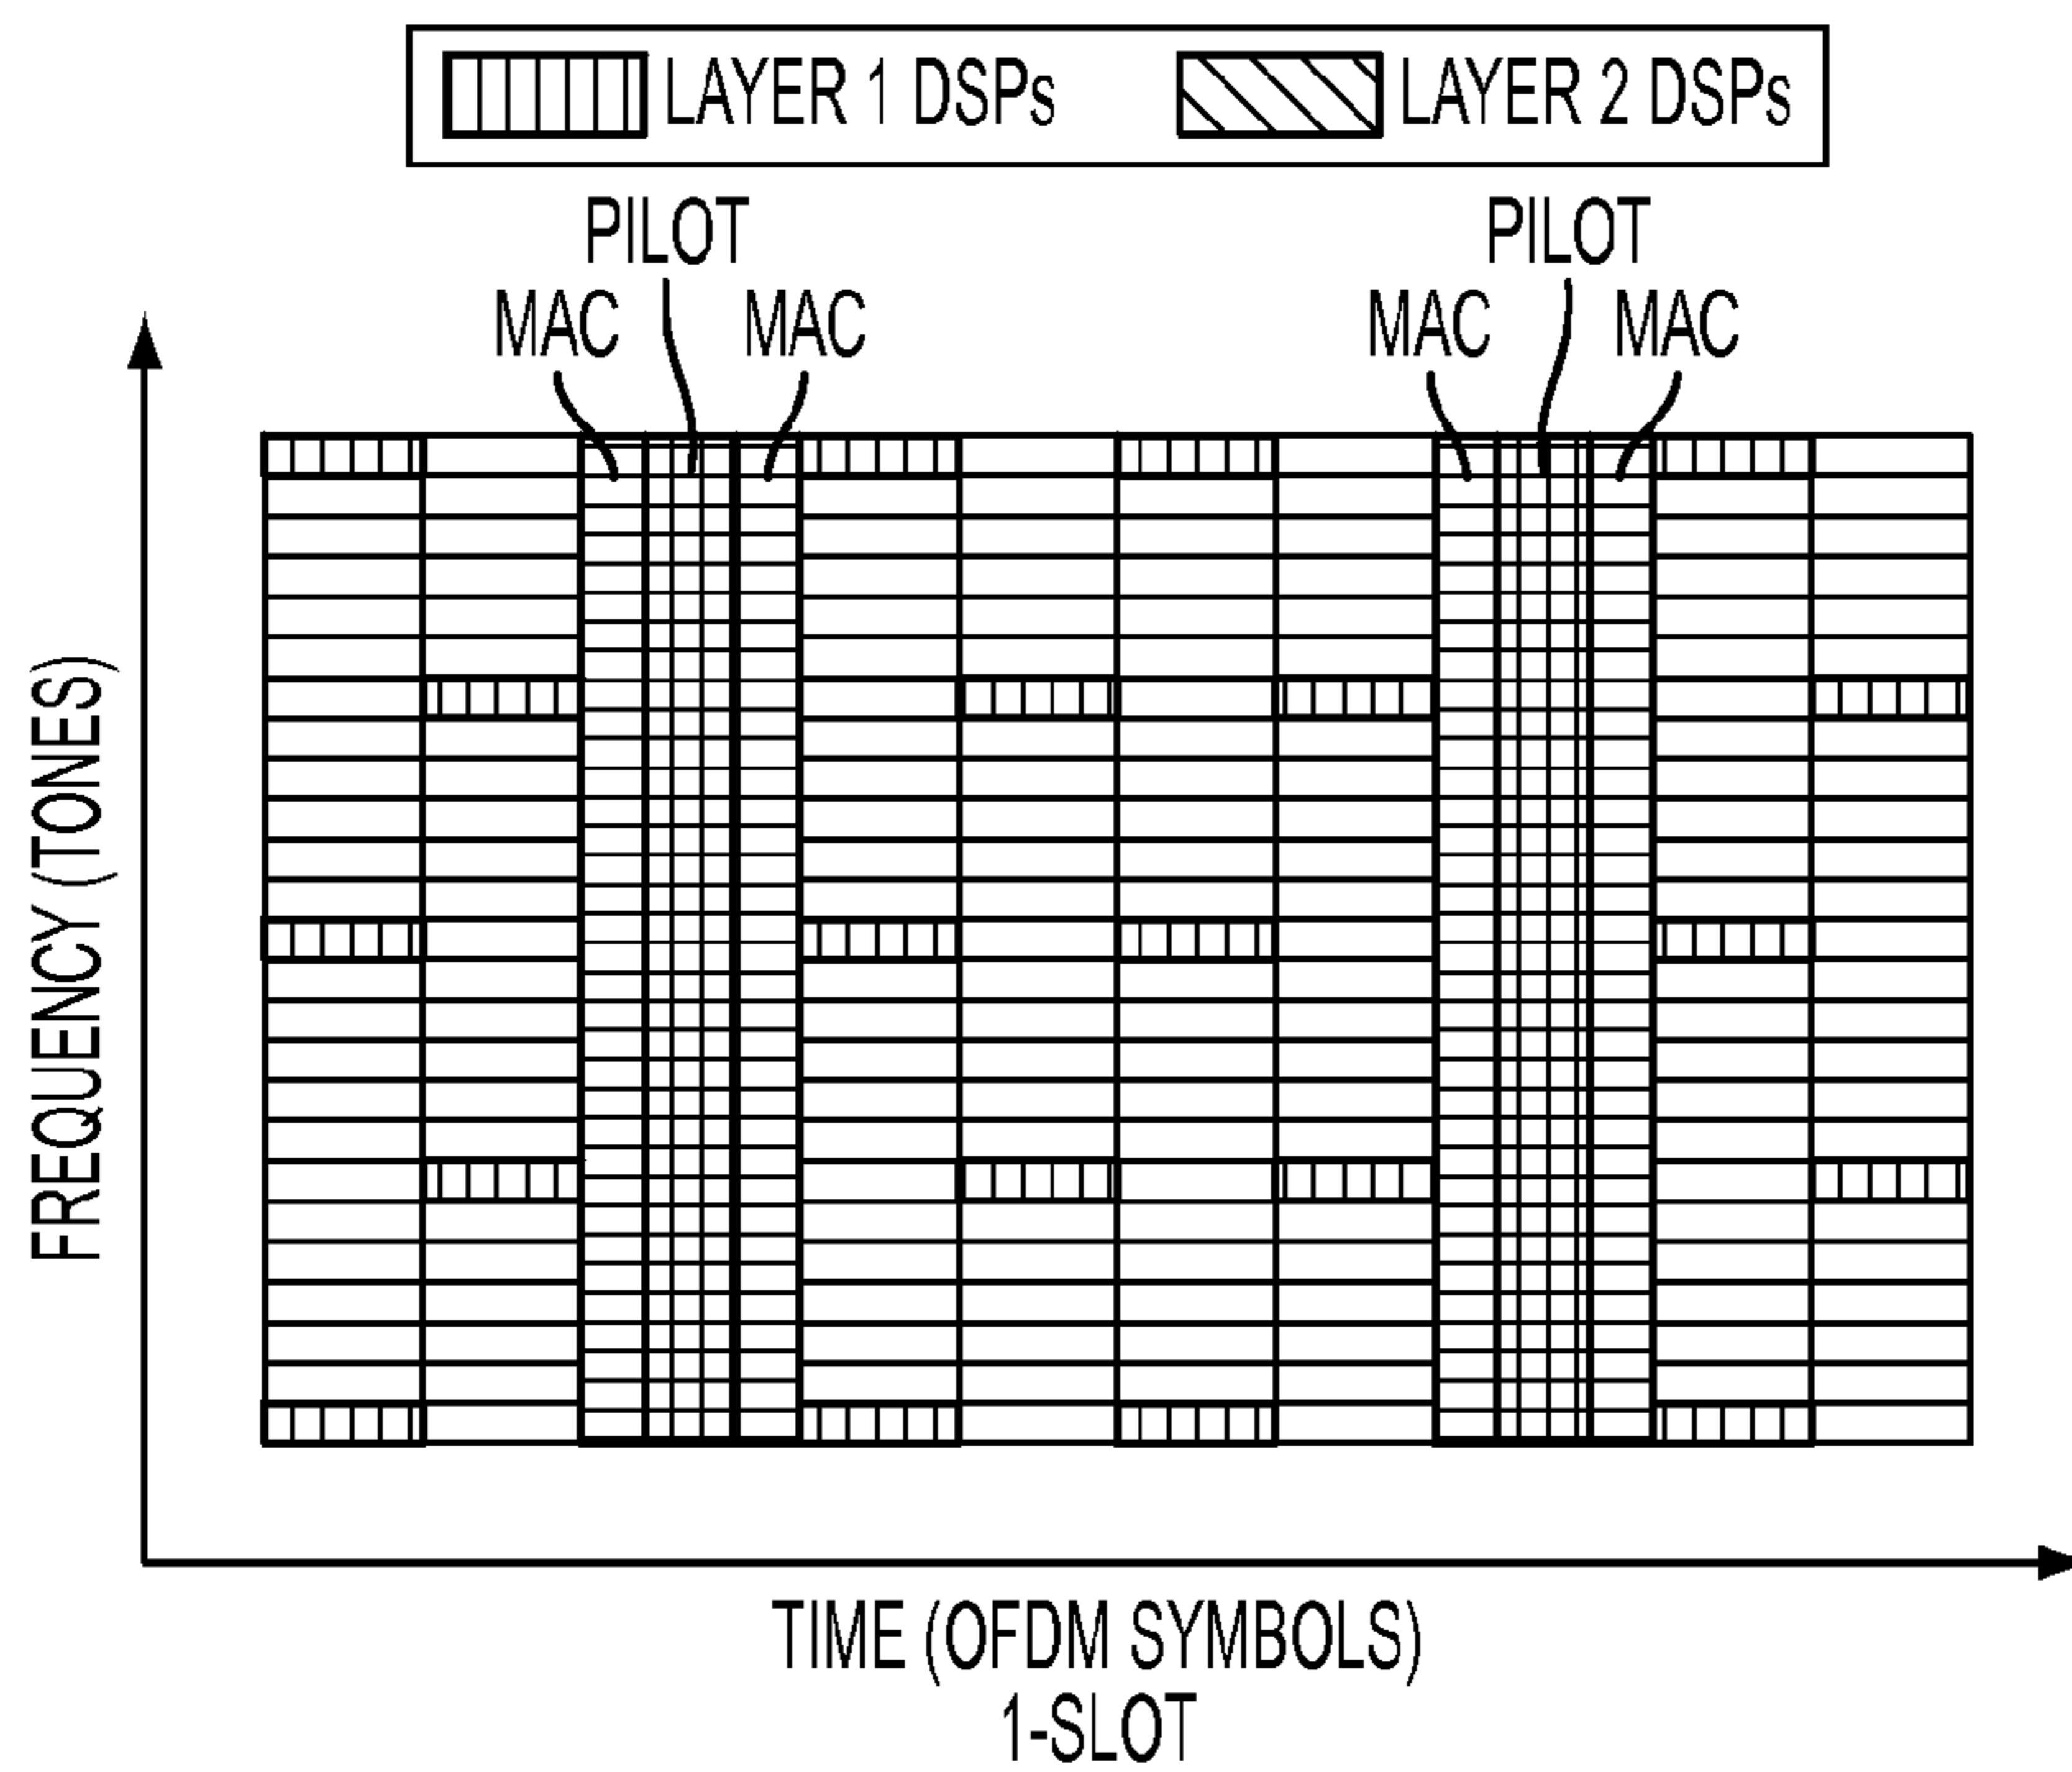 LAYER 1 DSPs
LAYER 2 DSPs
PILOT
PILOT
MAC
MAC
MAC
MAC
FREQUENCY (TONES)
TIME (OFDM SYMBOLS)
1-SLOT